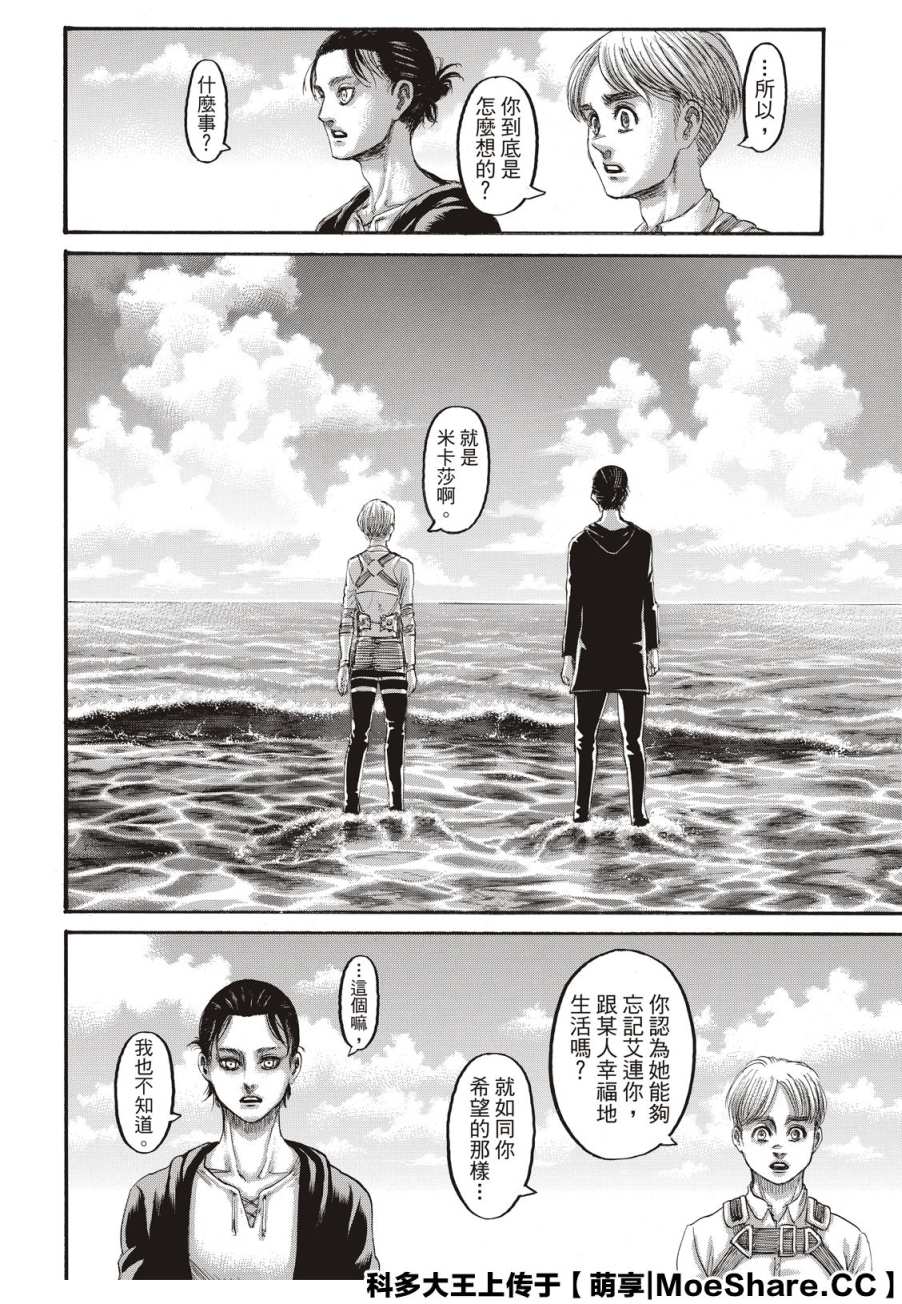 …所以，
你到底是
怎麼想的？
什麼事？
就是
米卡莎啊。
你認為她能夠
忘記艾連你，
跟某人幸福地
生活嗎？
就如同你
希望的那樣…
…這個嘛，
我也不知道。
科多大王上传于【萌享|MoeShare.CC】